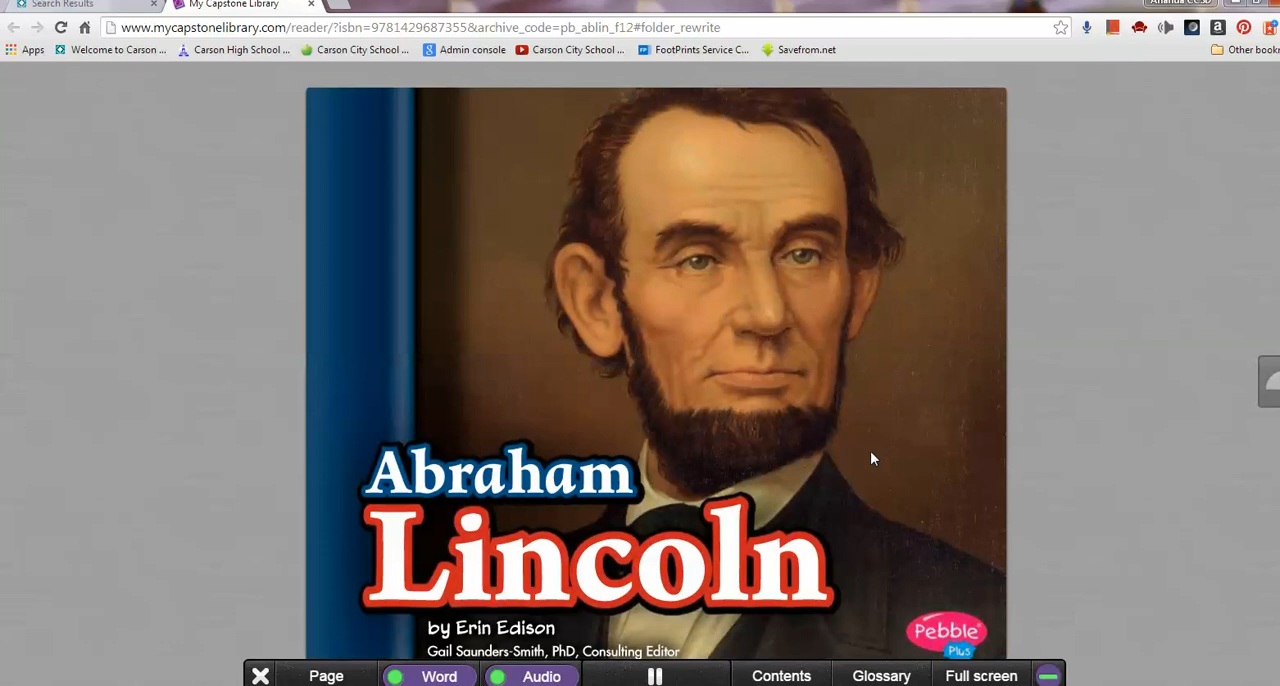 Search Results
My Capstone Library
www.mycapstonelibrary.com/reader/?isbn=9781429687355&archive_code=pb_ablin_f12#folder_rewrite
Apps Welcome to Carson ... Carson High School ... Carson City School ... Admin console Carson City School ... FootPrints Service C... Savefrom.net Other book
Abraham
Lincoln
by Erin Edison
Gail Saunders-Smith, PhD, Consulting Editor
Pebble
Plus
Page Word Audio Contents Glossary Full screen